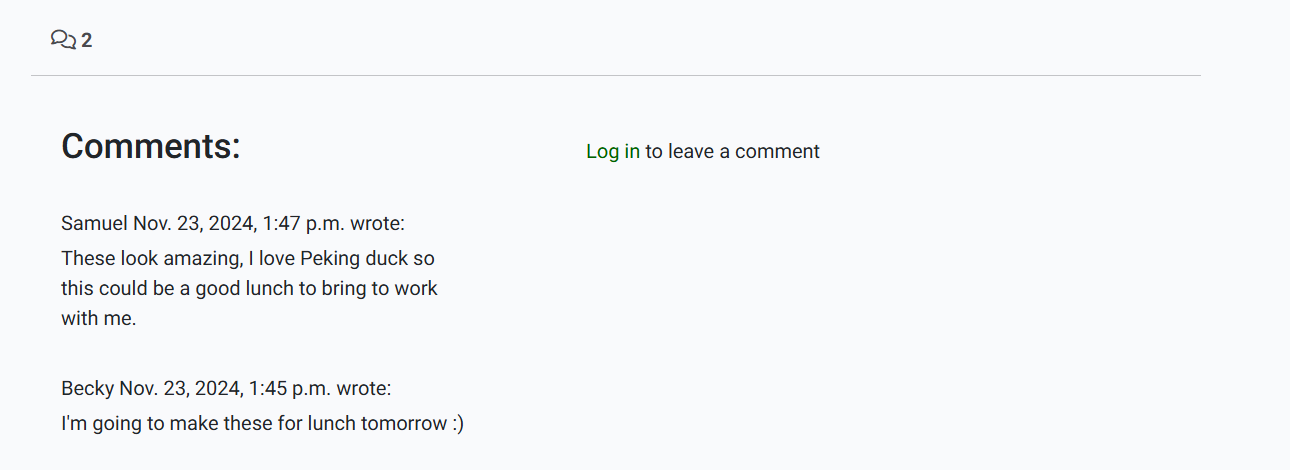 2
Comments:
Log in to leave a comment
Samuel Nov. 23, 2024, 1:47 p.m. wrote:
These look amazing, I love Peking duck so
this could be a good lunch to bring to work
with me.
Becky Nov. 23, 2024, 1:45 p.m. wrote:
I'm going to make these for lunch tomorrow :)